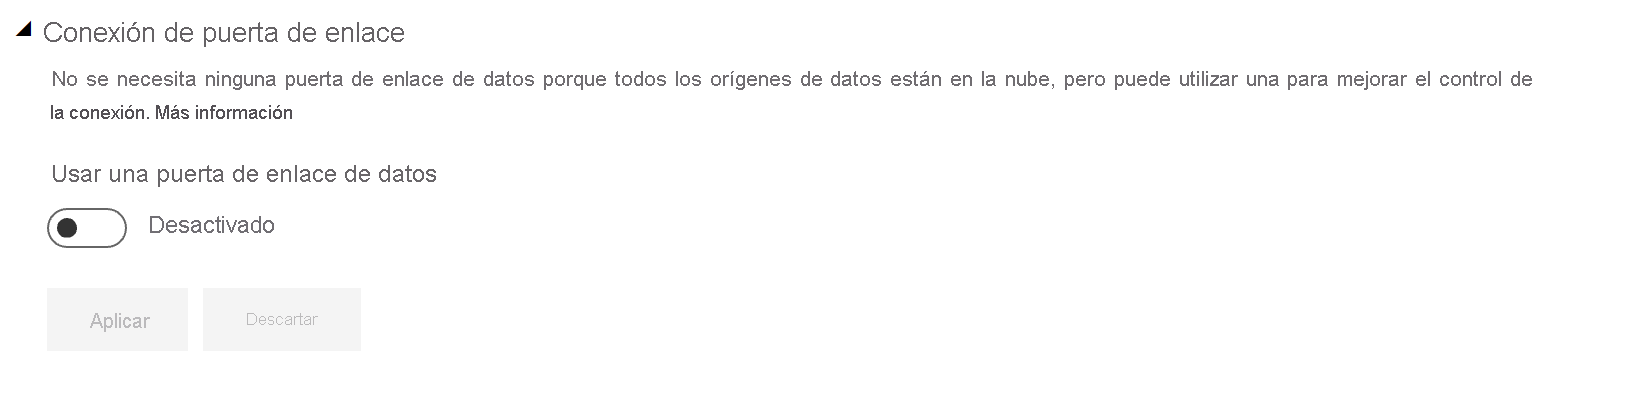 Conexión de puerta de enlace
No se necesita ninguna puerta de enlace de datos porque todos los orígenes de datos están en la nube, pero puede utilizar una para mejorar el control de
la conexión. Más información
Usar una puerta de enlace de datos
Desactivado
Aplicar Descartar